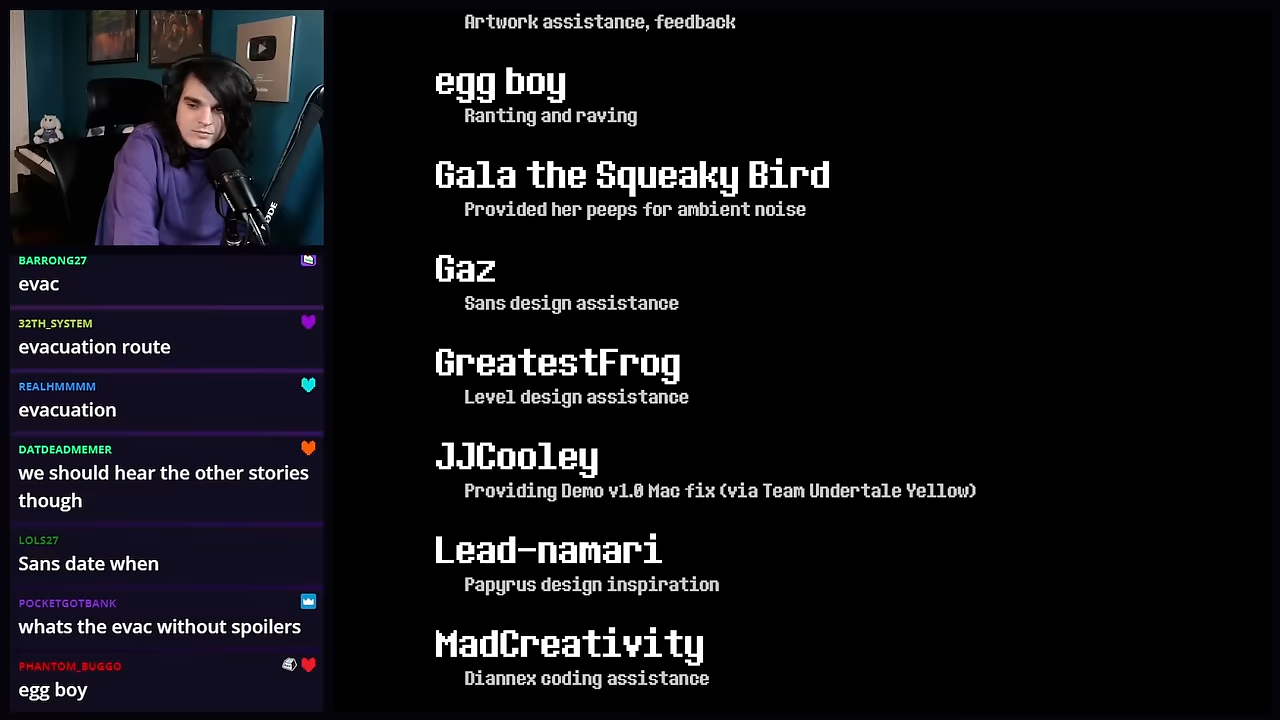 BARRONG27
evac
32TH_SYSTEM
evacuation route
REALHMMMM
evacuation
DATDEADMEMER
we should hear the other stories
though
LOLS27
Sans date when
POCKETGOTBANK
whats the evac without spoilers
PHANTOM_BUGGO
egg boy
Artwork assistance, feedback
egg boy
Ranting and raving
Gala the Squeaky Bird
Provided her peeps for ambient noise
Gaz
Sans design assistance
GreatestFrog
Level design assistance
JJCooley
Providing Demo v1.0 Mac fix (via Team Undertale Yellow)
Lead-namari
Papyrus design inspiration
MadCreativity
Diannex coding assistance
RØDE